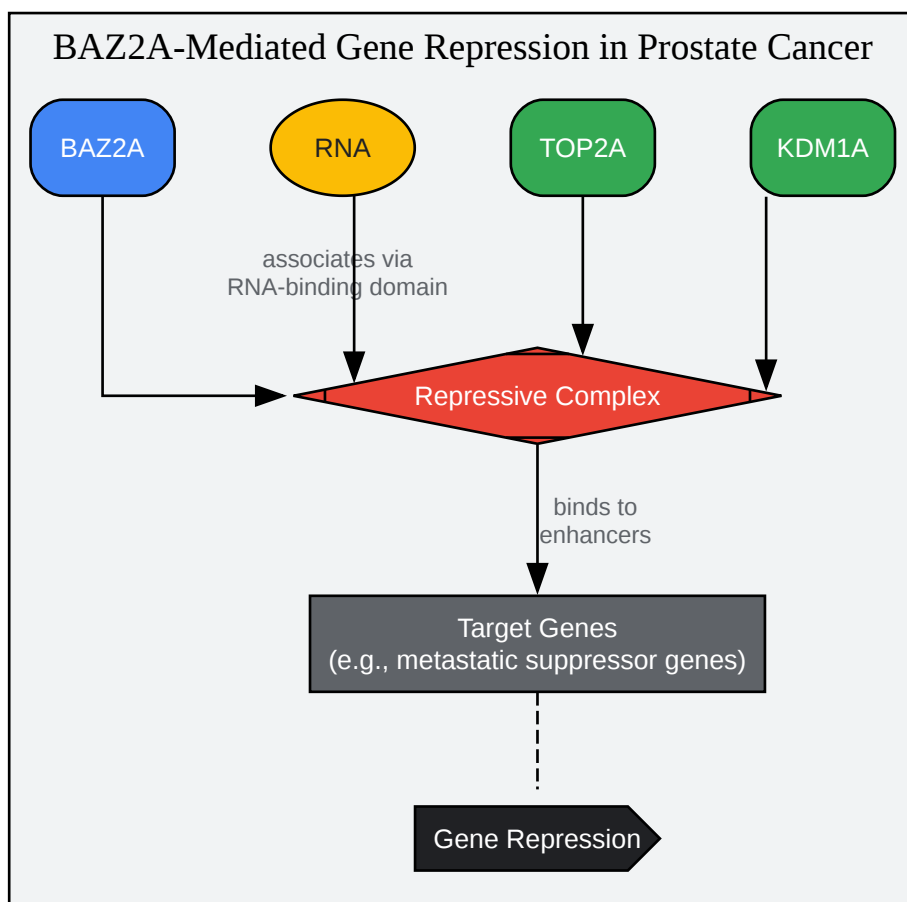 BAZ2A-Mediated Gene Repression in Prostate Cancer
BAZ2A
RNA
TOP2A
KDM1A
associates via
RNA-binding domain
Repressive Complex
binds to
enhancers
Target Genes
(e.g., metastatic suppressor genes)
Gene Repression